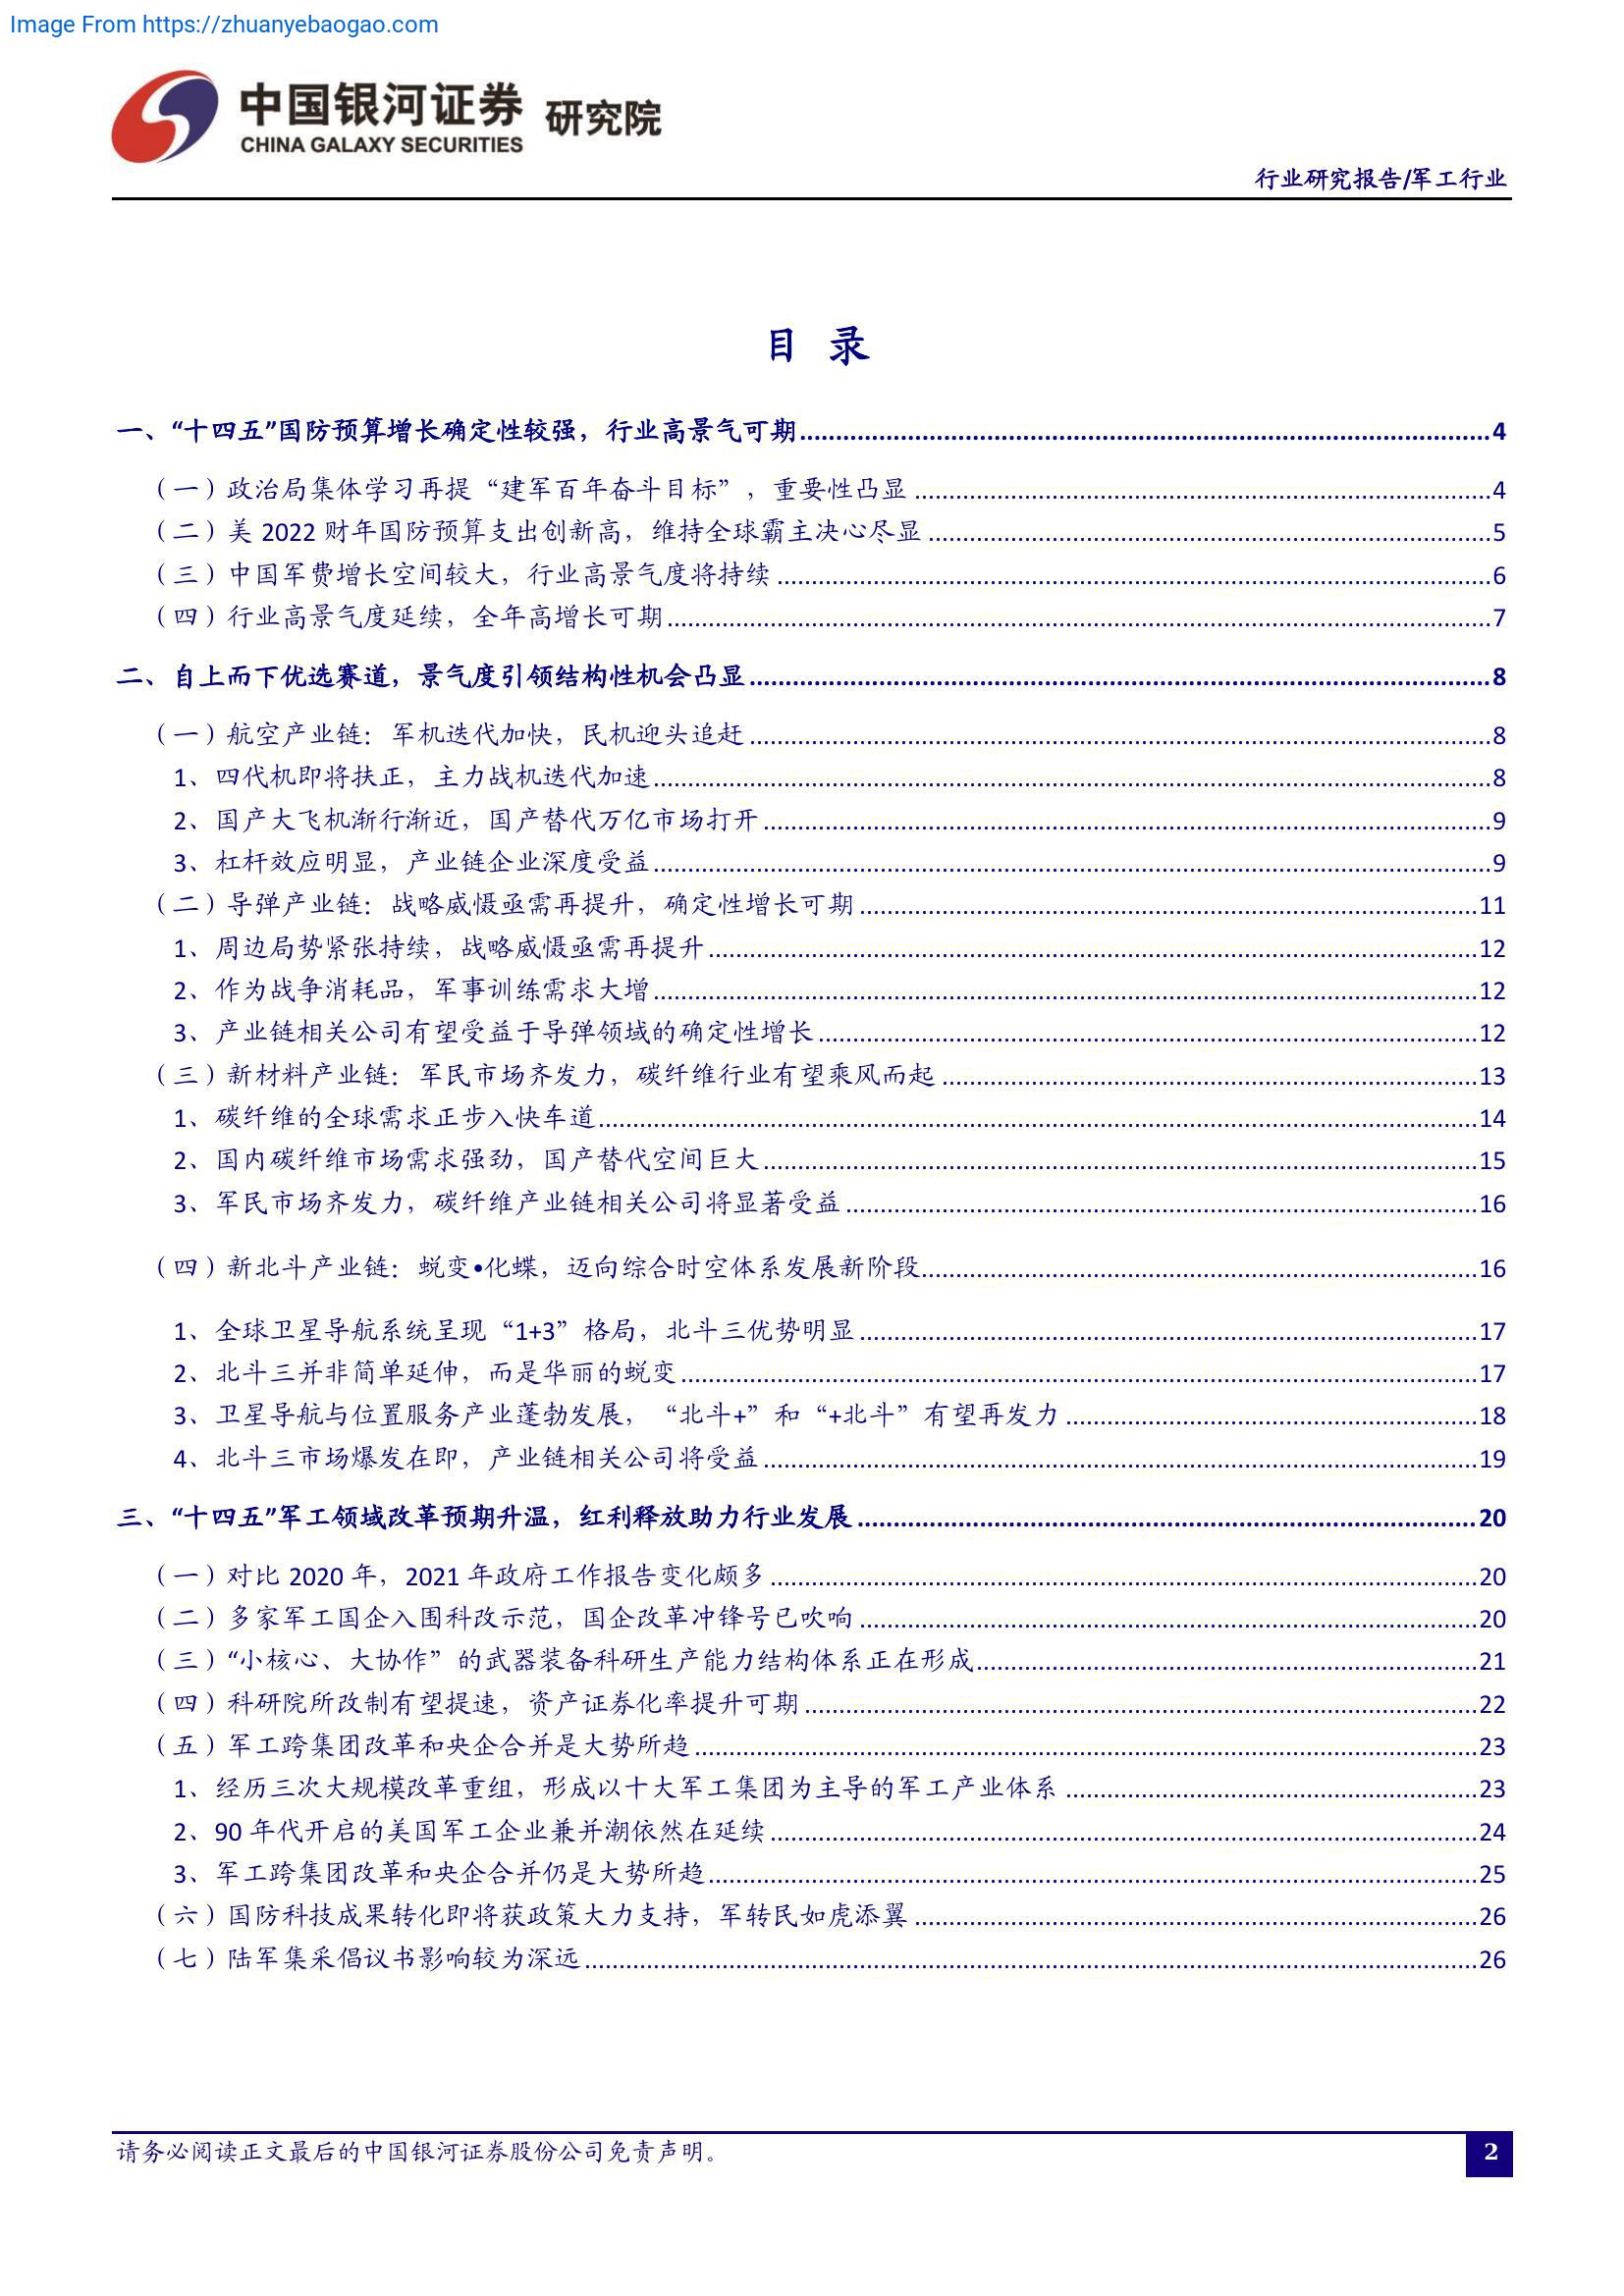 Image From https://zhuanyebaogao.com
中国银河证券 研究院
CHINA GALAXY SECURITIES
行业研究报告/军工行业
目 录
一、“十四五”国防预算增长确定性较强，行业高景气可期 4
（一）政治局集体学习再提“建军百年奋斗目标”，重要性凸显 4
（二）美 2022 财年国防预算支出创新高，维持全球霸主决心尽显 5
（三）中国军费增长空间较大，行业高景气度将持续 6
（四）行业高景气度延续，全年高增长可期 7
二、自上而下优选赛道，景气度引领结构性机会凸显 8
（一）航空产业链：军机迭代加快，民机迎头追赶 8
1、四代机即将扶正，主力战机迭代加速 8
2、国产大飞机渐行渐近，国产替代万亿市场打开 9
3、杠杆效应明显，产业链企业深度受益 9
（二）导弹产业链：战略威慑亟需再提升，确定性增长可期 11
1、周边局势紧张持续，战略威慑亟需再提升 12
2、作为战争消耗品，军事训练需求大增 12
3、产业链相关公司有望受益于导弹领域的确定性增长 12
（三）新材料产业链：军民市场齐发力，碳纤维行业有望乘风而起 13
1、碳纤维的全球需求正步入快车道 14
2、国内碳纤维市场需求强劲，国产替代空间巨大 15
3、军民市场齐发力，碳纤维产业链相关公司将显著受益 16
（四）新北斗产业链：蜕变•化蝶，迈向综合时空体系发展新阶段 16
1、全球卫星导航系统呈现“1+3”格局，北斗三优势明显 17
2、北斗三并非简单延伸，而是华丽的蜕变 17
3、卫星导航与位置服务产业蓬勃发展，“北斗+”和“+北斗”有望再发力 18
4、北斗三市场爆发在即，产业链相关公司将受益 19
三、“十四五”军工领域改革预期升温，红利释放助力行业发展 20
（一）对比 2020 年，2021 年政府工作报告变化颇多 20
（二）多家军工国企入围科改示范，国企改革冲锋号已吹响 20
（三）“小核心、大协作”的武器装备科研生产能力结构体系正在形成 21
（四）科研院所改制有望提速，资产证券化率提升可期 22
（五）军工跨集团改革和央企合并是大势所趋 23
1、经历三次大规模改革重组，形成以十大军工集团为主导的军工产业体系 23
2、90 年代开启的美国军工企业兼并潮依然在延续 24
3、军工跨集团改革和央企合并仍是大势所趋 25
（六）国防科技成果转化即将获政策大力支持，军转民如虎添翼 26
（七）陆军集采倡议书影响较为深远 26
请务必阅读正文最后的中国银河证券股份公司免责声明。
2